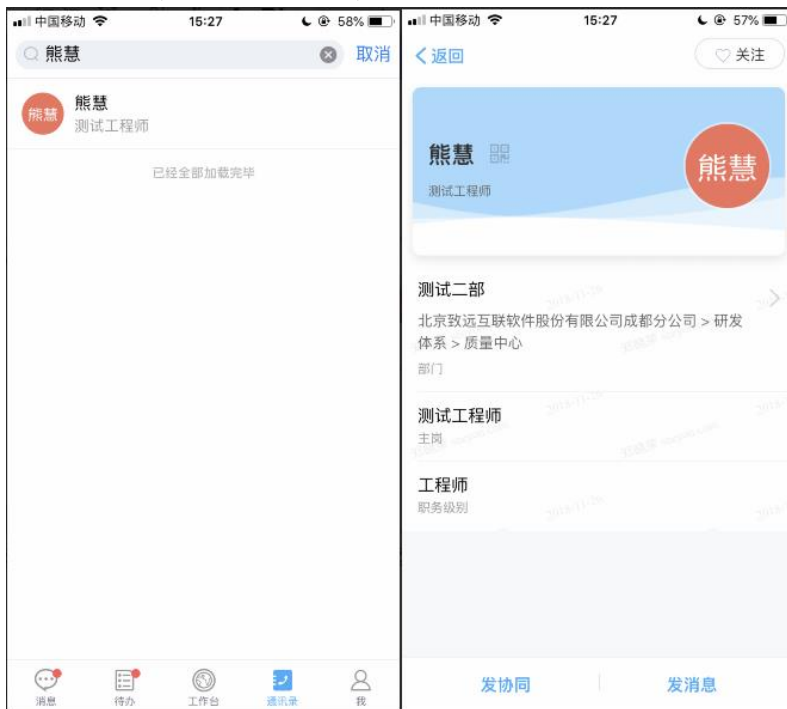 中国移动
15:27
58%
熊慧
取消
熊慧
熊慧
测试工程师
已经全部加载完毕
消息
待办
工作台
通讯录
我
中国移动
15:27
57%
返回
关注
熊慧
测试工程师
熊慧
测试二部
北京致远互联软件股份有限公司成都分公司 > 研发
体系 > 质量中心
部门
测试工程师
主岗
工程师
职务级别
2018-11-28
发协同
发消息